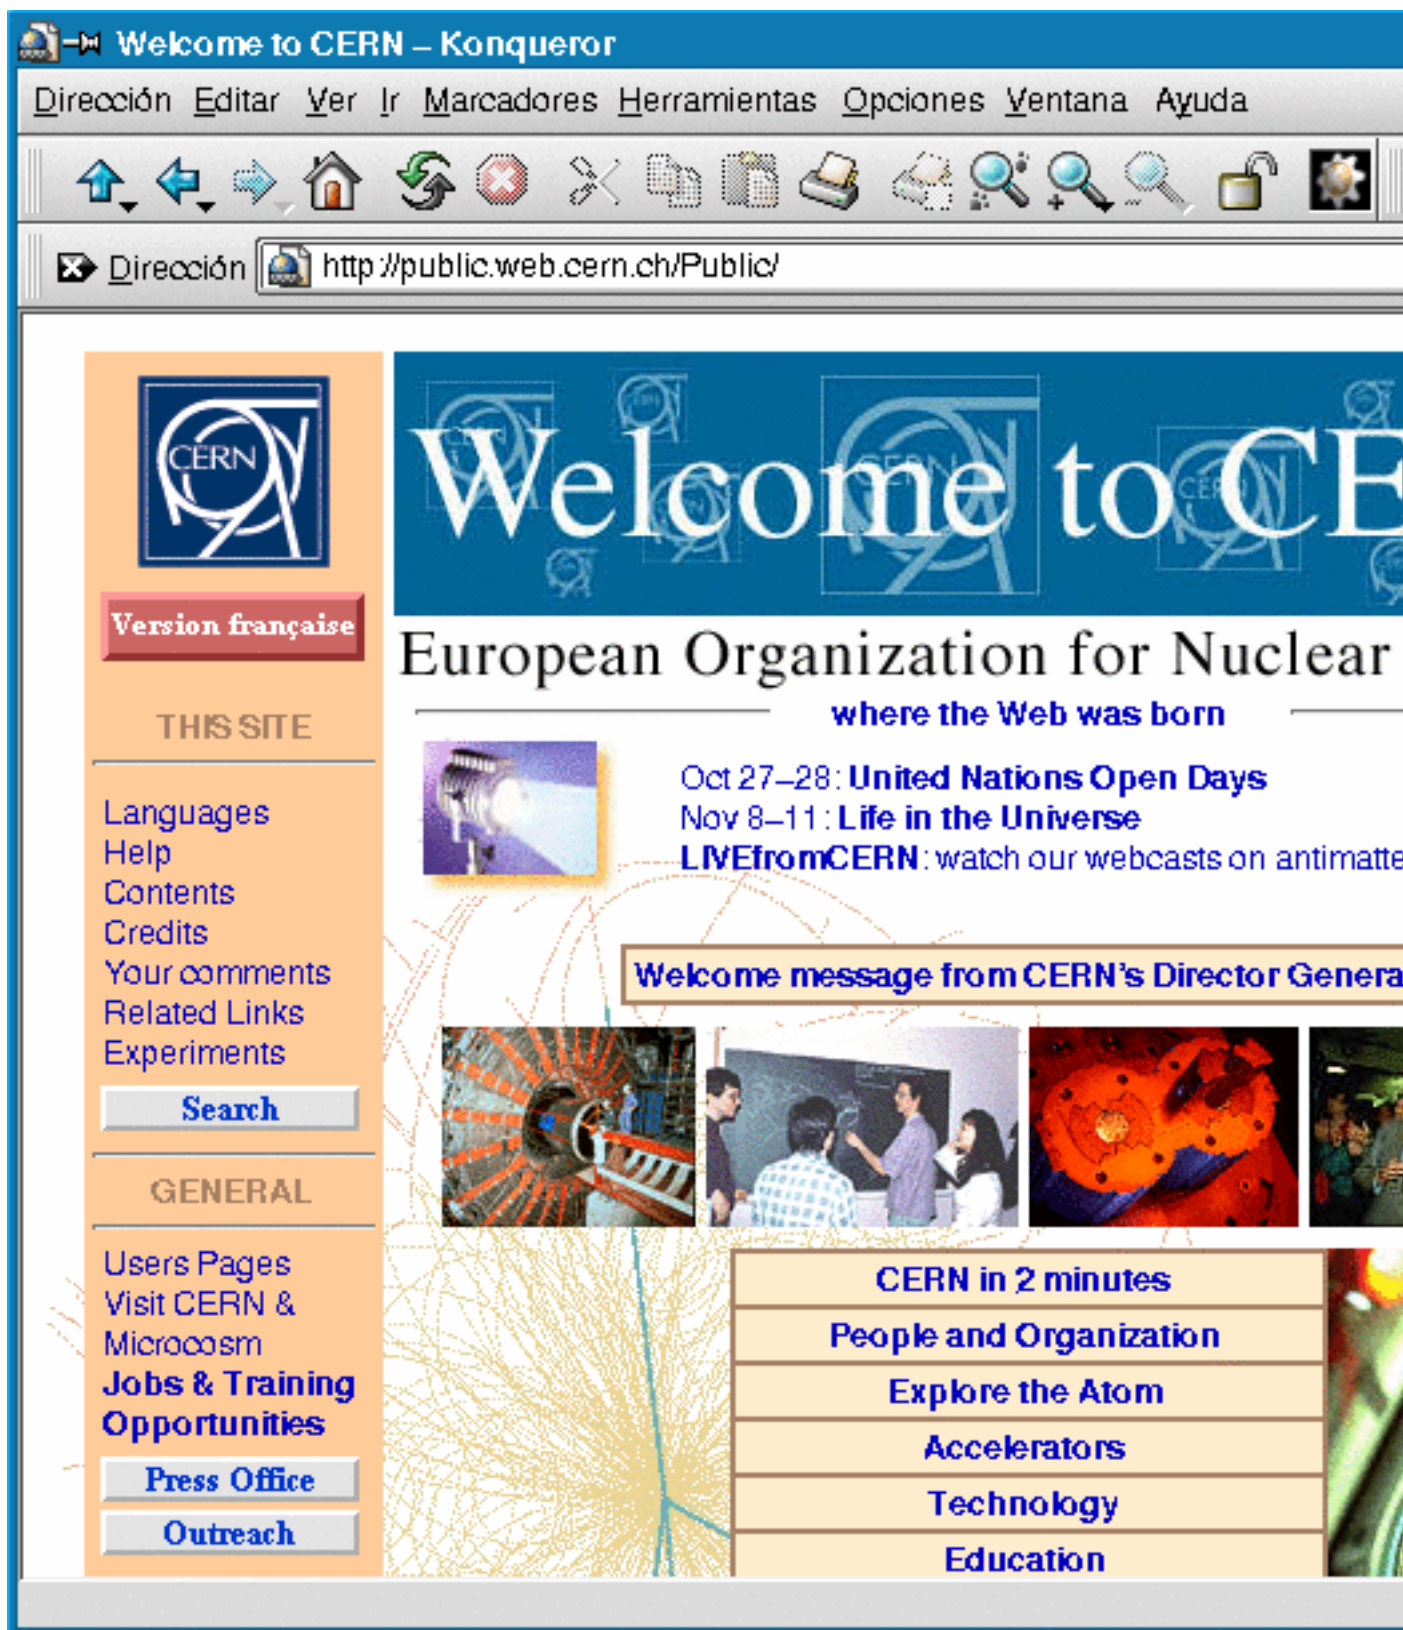 Welcome to CERN – Konqueror
Dirección Editar Ver Ir Marcadores Herramientas Opciones Ventana Ayuda
Dirección http://public.web.cern.ch/Public/
CERN
Version française
THIS SITE
Languages
Help
Contents
Credits
Your comments
Related Links
Experiments
Search
GENERAL
Users Pages
Visit CERN &
Microcosm
Jobs & Training
Opportunities
Press Office
Outreach
Welcome to CE
European Organization for Nuclear
where the Web was born
Oct 27–28: United Nations Open Days
Nov 8–11: Life in the Universe
LIVEfromCERN: watch our webcasts on antimatte
Welcome message from CERN's Director Genera
CERN in 2 minutes
People and Organization
Explore the Atom
Accelerators
Technology
Education